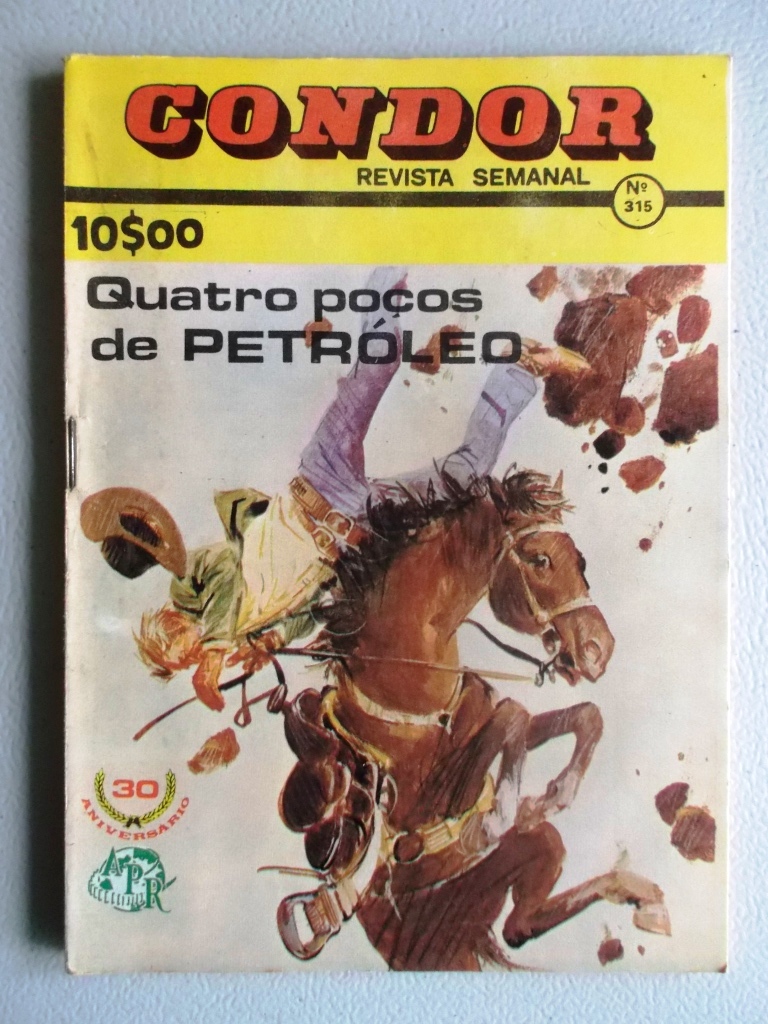 CONDOR
REVISTA SEMANAL
Nº
315
10$00
Quatro poços
de PETRÓLEO
30
ANIVERSARIO
APR